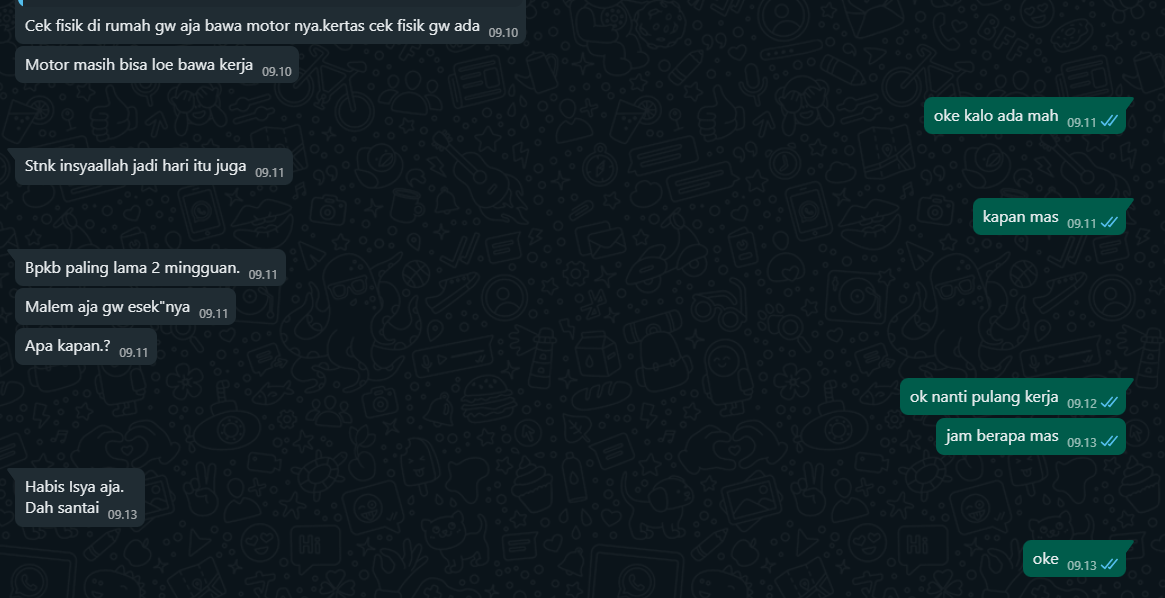 Cek fisik di rumah gw aja bawa motor nya.kertas cek fisik gw ada 09.10
Motor masih bisa loe bawa kerja 09.10
oke kalo ada mah 09.11
Stnk insyaallah jadi hari itu juga 09.11
kapan mas 09.11
Bpkb paling lama 2 mingguan. 09.11
Malem aja gw esek"nya 09.11
Apa kapan.? 09.11
ok nanti pulang kerja 09.12
jam berapa mas 09.13
Habis Isya aja.
Dah santai 09.13
oke 09.13